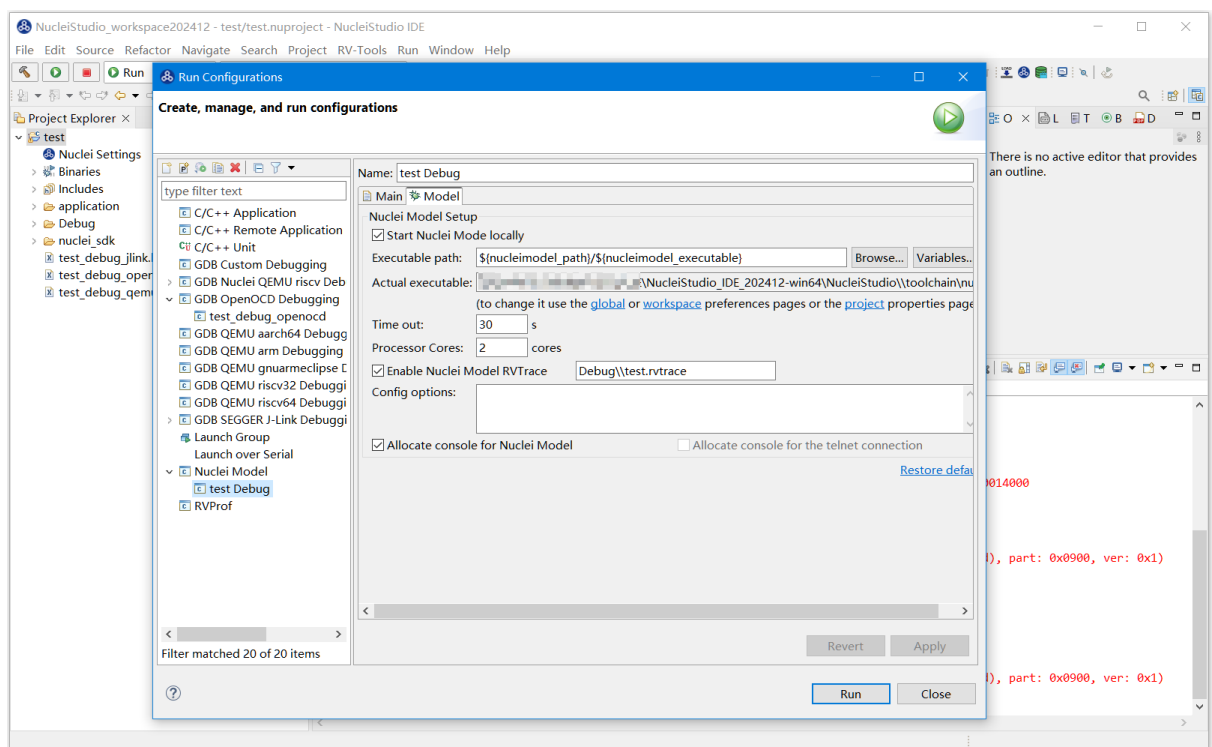 NucleiStudio_workspace202412 - test/test.nuproject - NucleiStudio IDE
File Edit Source Refactor Navigate Search Project RV-Tools Run Window Help
Run
Project Explorer ×
test
Nuclei Settings
Binaries
Includes
application
Debug
nuclei_sdk
test_debug_jlink.
test_debug_oper
test_debug_qem
Run Configurations
Create, manage, and run configurations
type filter text
C/C++ Application
C/C++ Remote Application
C/C++ Unit
GDB Custom Debugging
GDB Nuclei QEMU riscv Deb
GDB OpenOCD Debugging
test_debug_openocd
GDB QEMU aarch64 Debugg
GDB QEMU arm Debugging
GDB QEMU gnuarmeclipse D
GDB QEMU riscv32 Debuggi
GDB QEMU riscv64 Debuggi
GDB SEGGER J-Link Debuggi
Launch Group
Launch over Serial
Nuclei Model
test Debug
RVProf
Filter matched 20 of 20 items
Name: test Debug
Main Model
Nuclei Model Setup
Start Nuclei Mode locally
Executable path: ${nucleimodel_path}/${nucleimodel_executable} Browse... Variables..
Actual executable: \NucleiStudio_IDE_202412-win64\NucleiStudio\\toolchain\nu
(to change it use the global or workspace preferences pages or the project properties page
Time out: 30 s
Processor Cores: 2 cores
Enable Nuclei Model RVTrace Debug\\test.rvtrace
Config options:
Allocate console for Nuclei Model Allocate console for the telnet connection
Restore defau
Revert Apply
Run Close
O × L T B D
There is no active editor that provides
an outline.
0014000
), part: 0x0900, ver: 0x1)
), part: 0x0900, ver: 0x1)